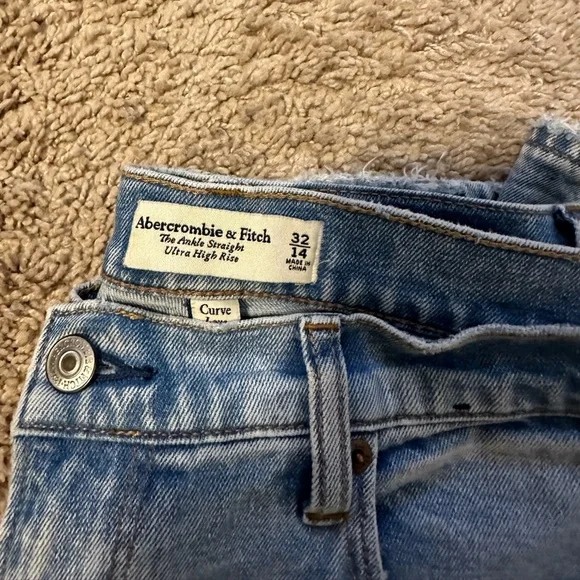 Abercrombie & Fitch
The Ankle Straight
Ultra High Rise
32
14
MADE IN
CHINA
Curve